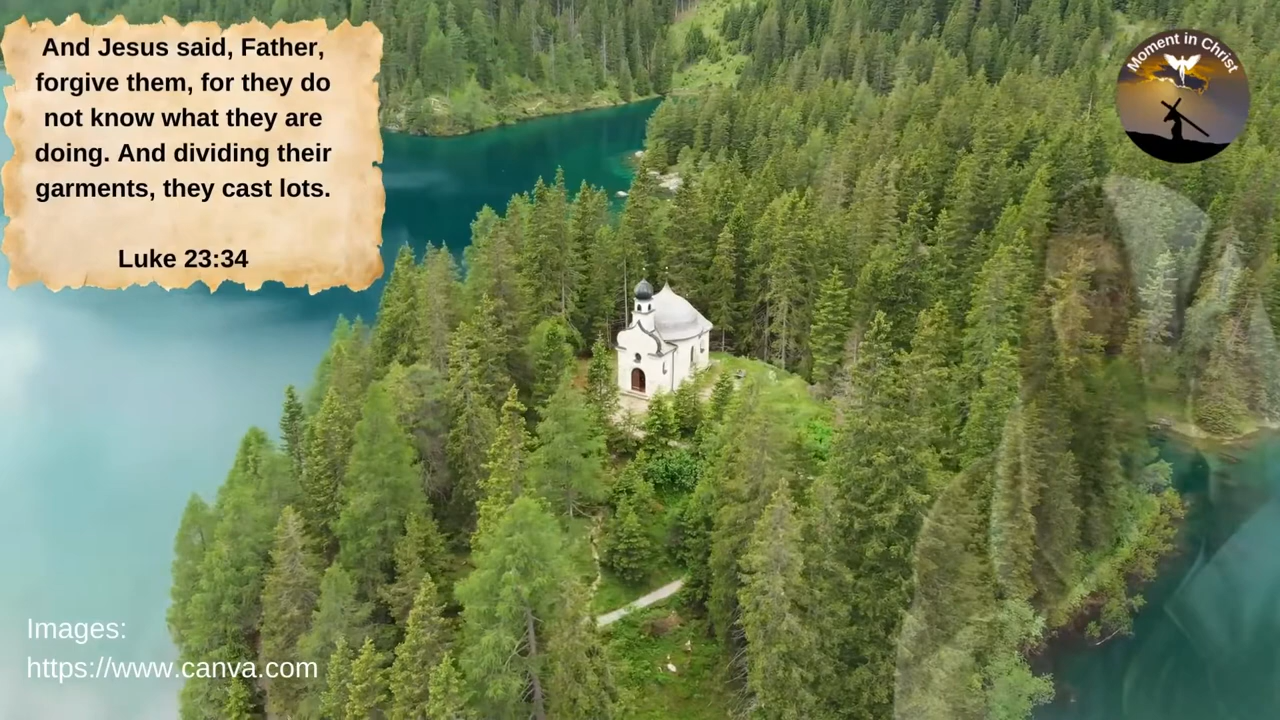 And Jesus said, Father,
forgive them, for they do
not know what they are
doing. And dividing their
garments, they cast lots.
Luke 23:34
Moment in Christ
Images:
https://www.canva.com